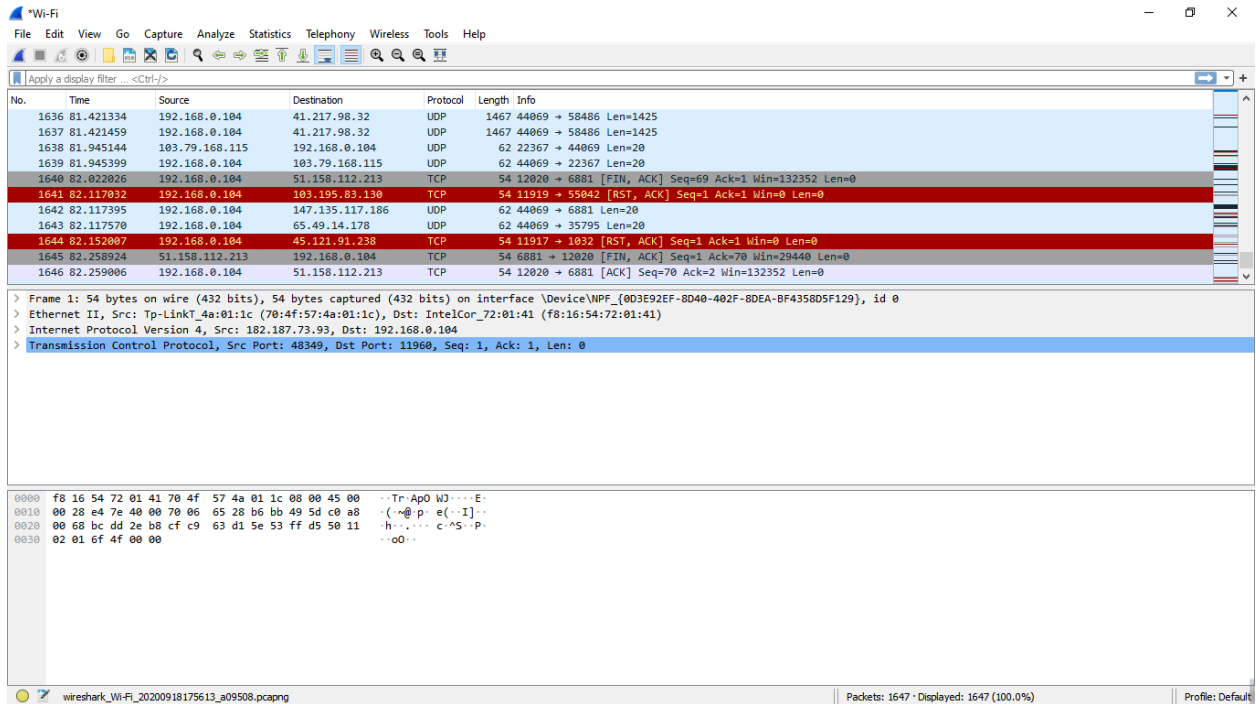 *Wi-Fi
File Edit View Go Capture Analyze Statistics Telephony Wireless Tools Help
Apply a display filter ... <Ctrl-/>
No. Time Source Destination Protocol Length Info
1636 81.421334 192.168.0.104 41.217.98.32 UDP 1467 44069 → 58486 Len=1425
1637 81.421459 192.168.0.104 41.217.98.32 UDP 1467 44069 → 58486 Len=1425
1638 81.945144 103.79.168.115 192.168.0.104 UDP 62 22367 → 44069 Len=20
1639 81.945399 192.168.0.104 103.79.168.115 UDP 62 44069 → 22367 Len=20
1640 82.022026 192.168.0.104 51.158.112.213 TCP 54 12020 → 6881 [FIN, ACK] Seq=69 Ack=1 Win=132352 Len=0
1641 82.117032 192.168.0.104 103.195.83.130 TCP 54 11919 → 55042 [RST, ACK] Seq=1 Ack=1 Win=0 Len=0
1642 82.117395 192.168.0.104 147.135.117.186 UDP 62 44069 → 6881 Len=20
1643 82.117570 192.168.0.104 65.49.14.178 UDP 62 44069 → 35795 Len=20
1644 82.152007 192.168.0.104 45.121.91.238 TCP 54 11917 → 1032 [RST, ACK] Seq=1 Ack=1 Win=0 Len=0
1645 82.258924 51.158.112.213 192.168.0.104 TCP 54 6881 → 12020 [FIN, ACK] Seq=1 Ack=70 Win=29440 Len=0
1646 82.259006 192.168.0.104 51.158.112.213 TCP 54 12020 → 6881 [ACK] Seq=70 Ack=2 Win=132352 Len=0
> Frame 1: 54 bytes on wire (432 bits), 54 bytes captured (432 bits) on interface \Device\NPF_{0D3E92EF-8D40-402F-8DEA-BF4358D5F129}, id 0
> Ethernet II, Src: Tp-LinkT_4a:01:1c (70:4f:57:4a:01:1c), Dst: IntelCor_72:01:41 (f8:16:54:72:01:41)
> Internet Protocol Version 4, Src: 182.187.73.93, Dst: 192.168.0.104
> Transmission Control Protocol, Src Port: 48349, Dst Port: 11960, Seq: 1, Ack: 1, Len: 0
0000 f8 16 54 72 01 41 70 4f 57 4a 01 1c 08 00 45 00 ··Tr·ApO WJ····E·
0010 00 28 e4 7e 40 00 70 06 65 28 b6 bb 49 5d c0 a8 ·(·~@·p· e(··I]··
0020 00 68 bc dd 2e b8 cf c9 63 d1 5e 53 ff d5 50 11 ·h··.··· c·^S··P·
0030 02 01 6f 4f 00 00 ··oO··
wireshark_Wi-Fi_20200918175613_a09508.pcapng Packets: 1647 · Displayed: 1647 (100.0%) Profile: Default